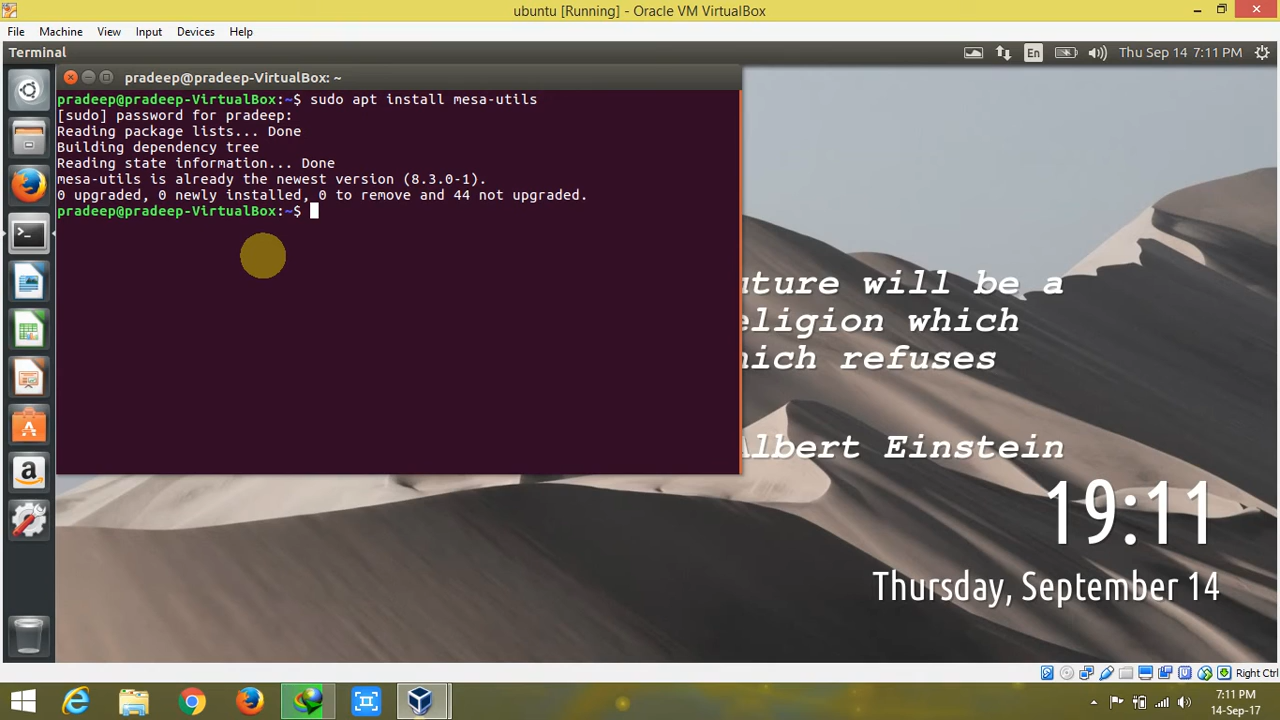 ubuntu [Running] - Oracle VM VirtualBox
File Machine View Input Devices Help
Terminal
En
Thu Sep 14 7:11 PM
pradeep@pradeep-VirtualBox: ~
pradeep@pradeep-VirtualBox:~$ sudo apt install mesa-utils
[sudo] password for pradeep:
Reading package lists... Done
Building dependency tree
Reading state information... Done
mesa-utils is already the newest version (8.3.0-1).
0 upgraded, 0 newly installed, 0 to remove and 44 not upgraded.
pradeep@pradeep-VirtualBox:~$
uture will be a
eligion which
hich refuses
Albert Einstein
19:11
Thursday, September 14
Right Ctrl
7:11 PM
14-Sep-17